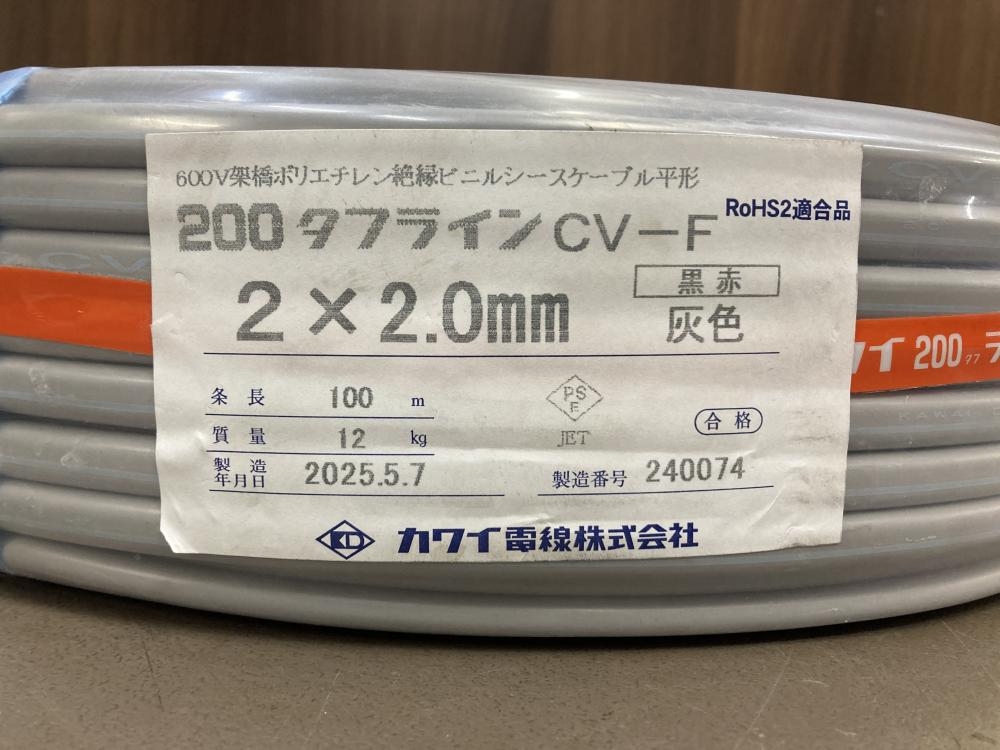 600V架橋ポリエチレン絶縁ビニルシースケーブル平形
200タフラインCV-F
RoHS2適合品
2×2.0mm
黒赤
灰色
条長 100 m
質量 12 kg
製造年月日 2025.5.7
PS
E
JET
合格
製造番号 240074
カワイ電線株式会社
CV
イ 200 タフ
KAWAI